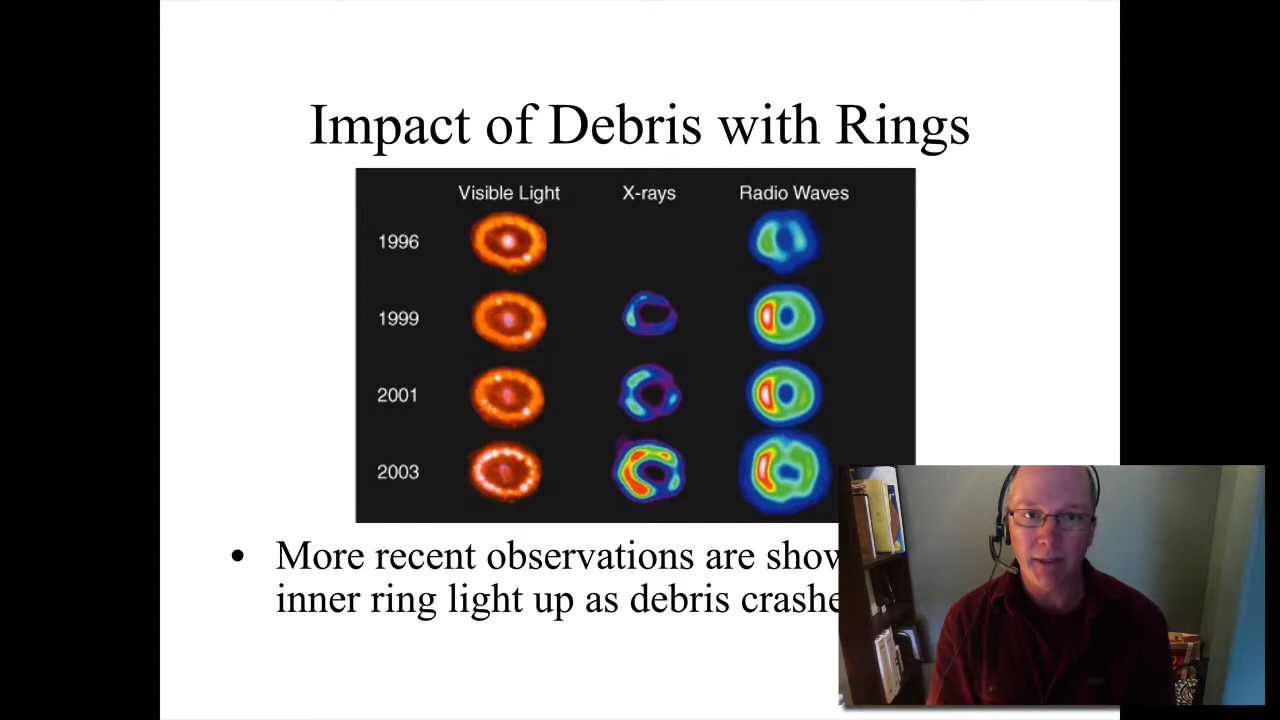 Impact of Debris with Rings
Visible Light X-rays Radio Waves
1996
1999
2001
2003
• More recent observations are show
inner ring light up as debris crashe